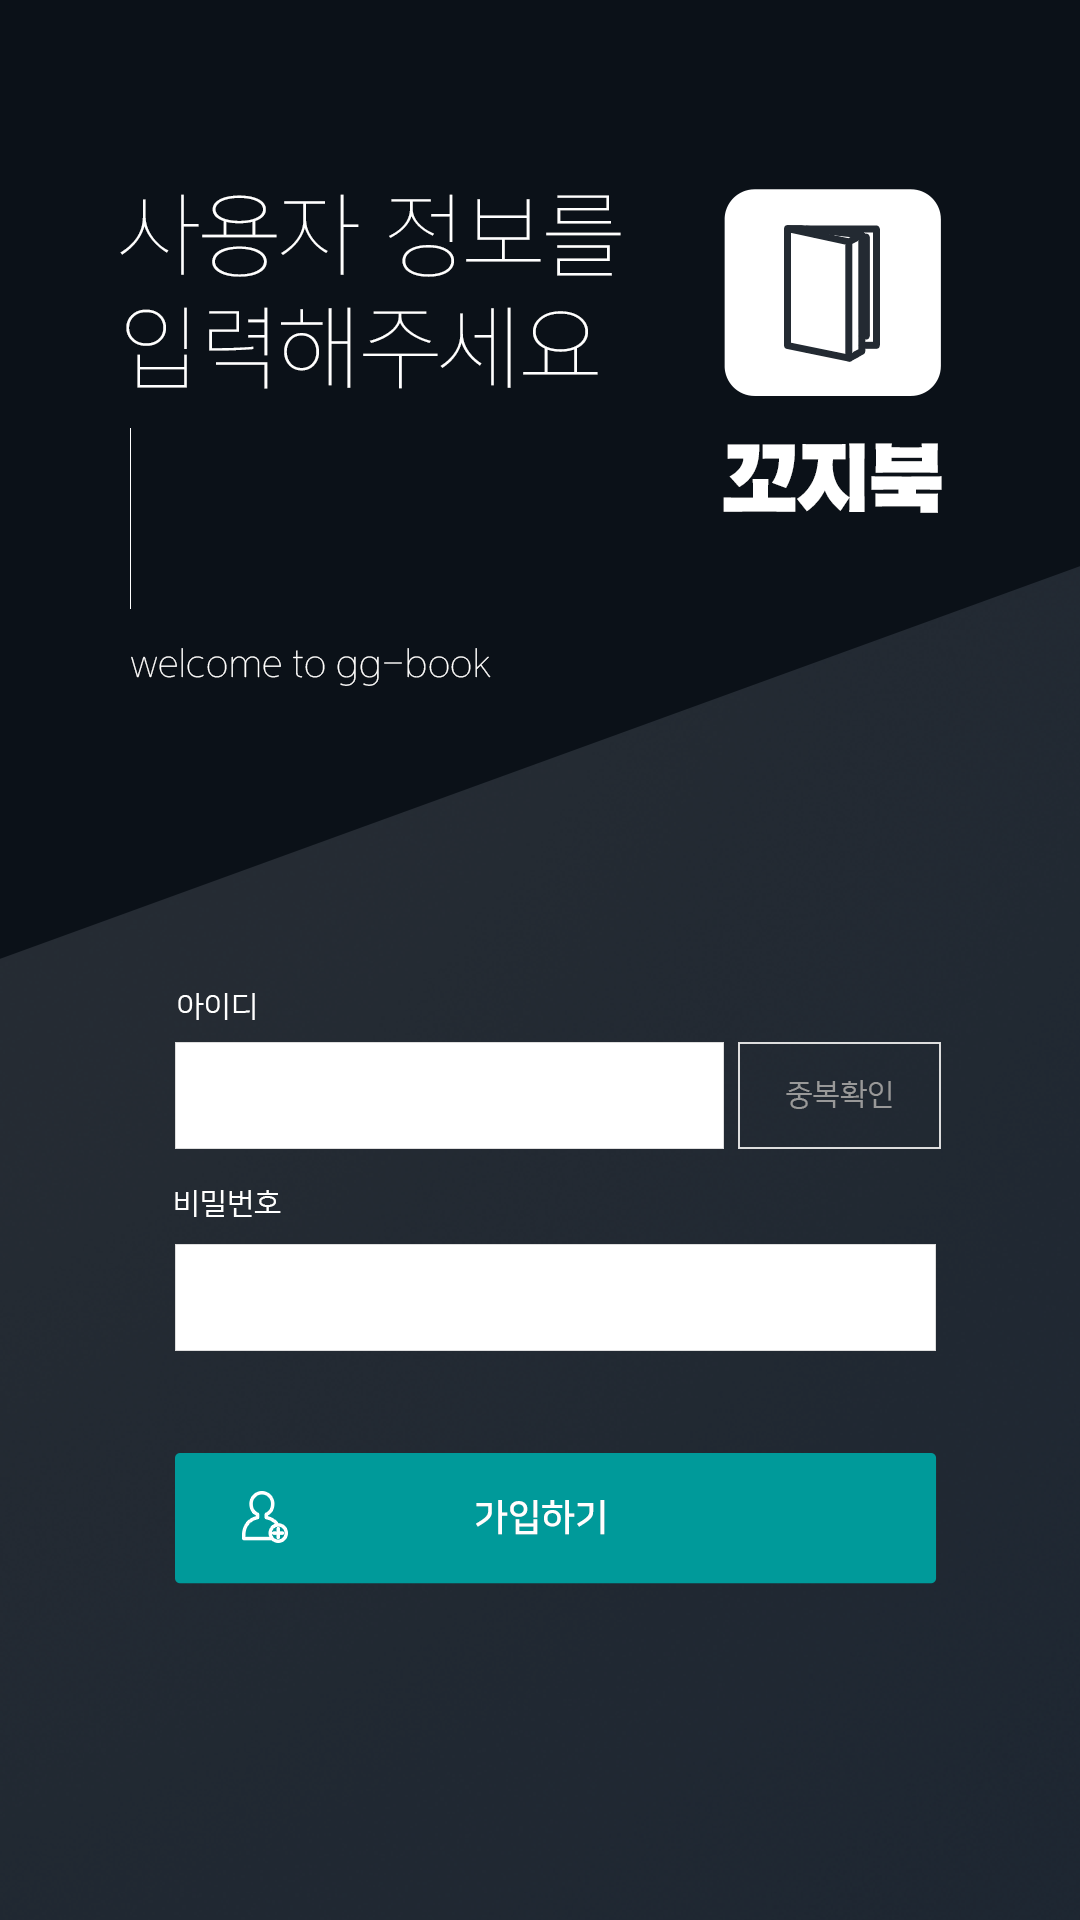 사용자 정보를
입력해주세요
꼬지북
welcome to gg-book
아이디
중복확인
비밀번호
가입하기